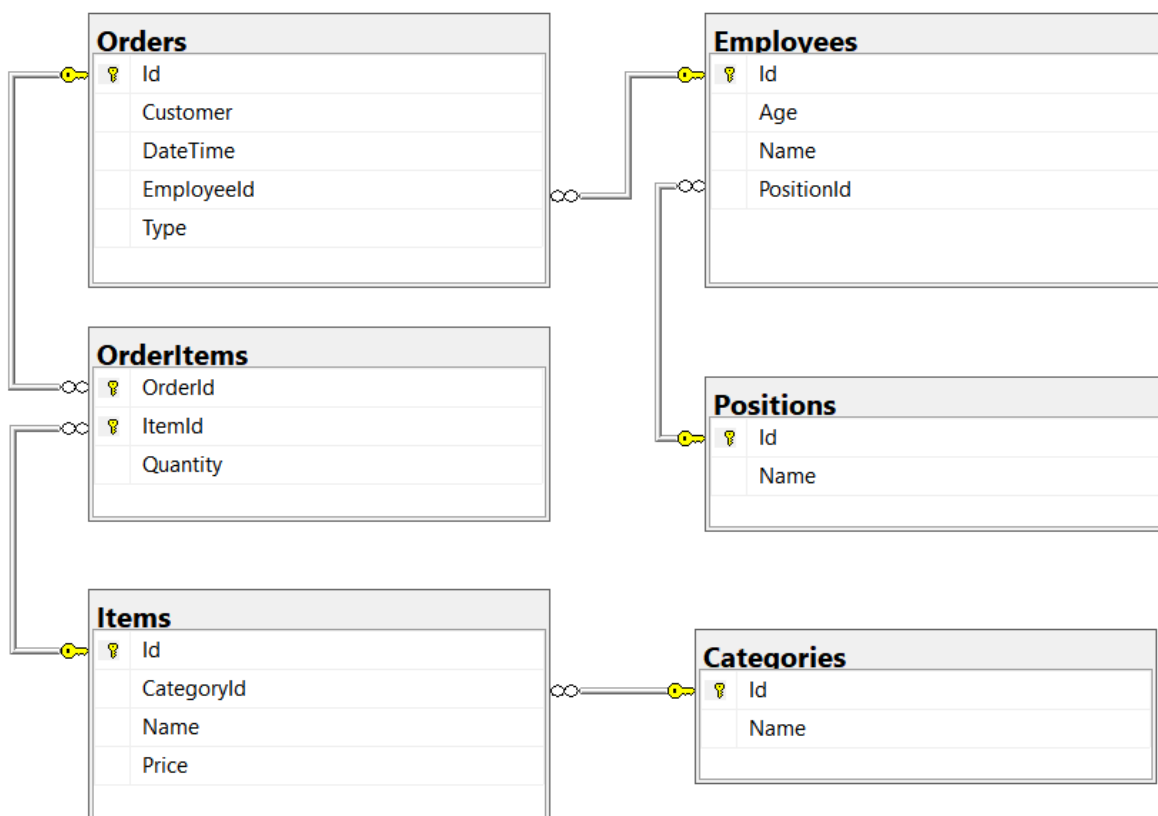 Orders
Id
Customer
DateTime
EmployeeId
Type
Employees
Id
Age
Name
PositionId
OrderItems
OrderId
ItemId
Quantity
Positions
Id
Name
Items
Id
CategoryId
Name
Price
Categories
Id
Name